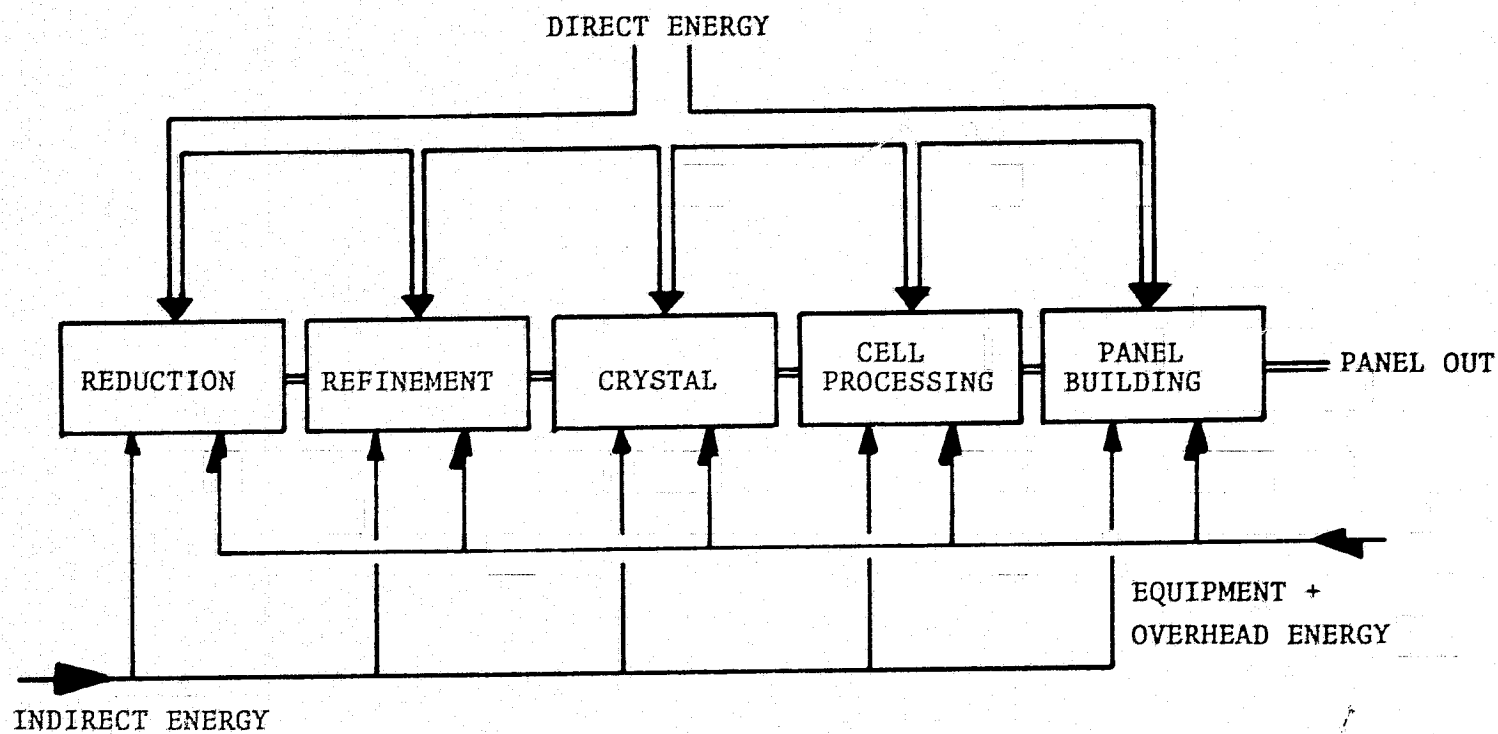 DIRECT ENERGY
REDUCTION
REFINEMENT
CRYSTAL
CELL
PROCESSING
PANEL
BUILDING
PANEL OUT
EQUIPMENT +
OVERHEAD ENERGY
INDIRECT ENERGY